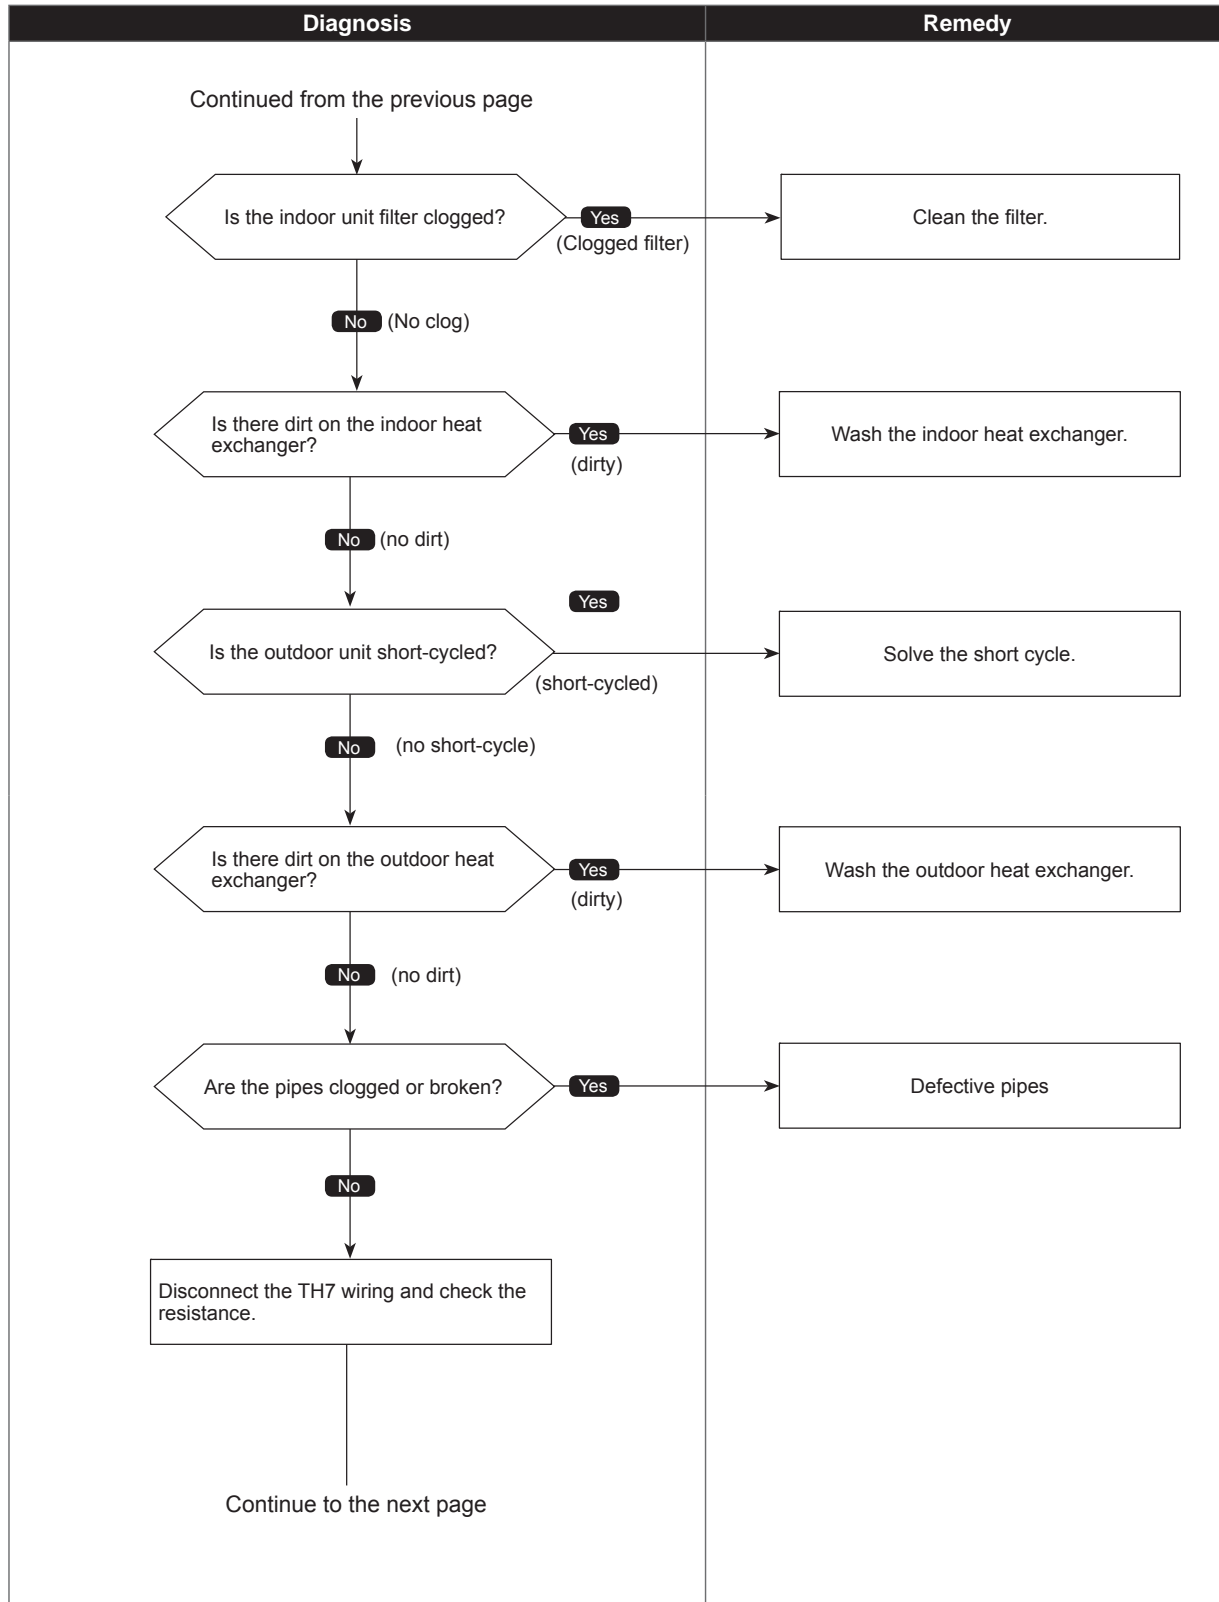 Diagnosis
Remedy
Continued from the previous page
Is the indoor unit filter clogged?
Yes
(Clogged filter)
Clean the filter.
No (No clog)
Is there dirt on the indoor heat
exchanger?
Yes
(dirty)
Wash the indoor heat exchanger.
No (no dirt)
Is the outdoor unit short-cycled?
Yes
(short-cycled)
Solve the short cycle.
No (no short-cycle)
Is there dirt on the outdoor heat
exchanger?
Yes
(dirty)
Wash the outdoor heat exchanger.
No (no dirt)
Are the pipes clogged or broken?
Yes
Defective pipes
No
Disconnect the TH7 wiring and check the
resistance.
Continue to the next page